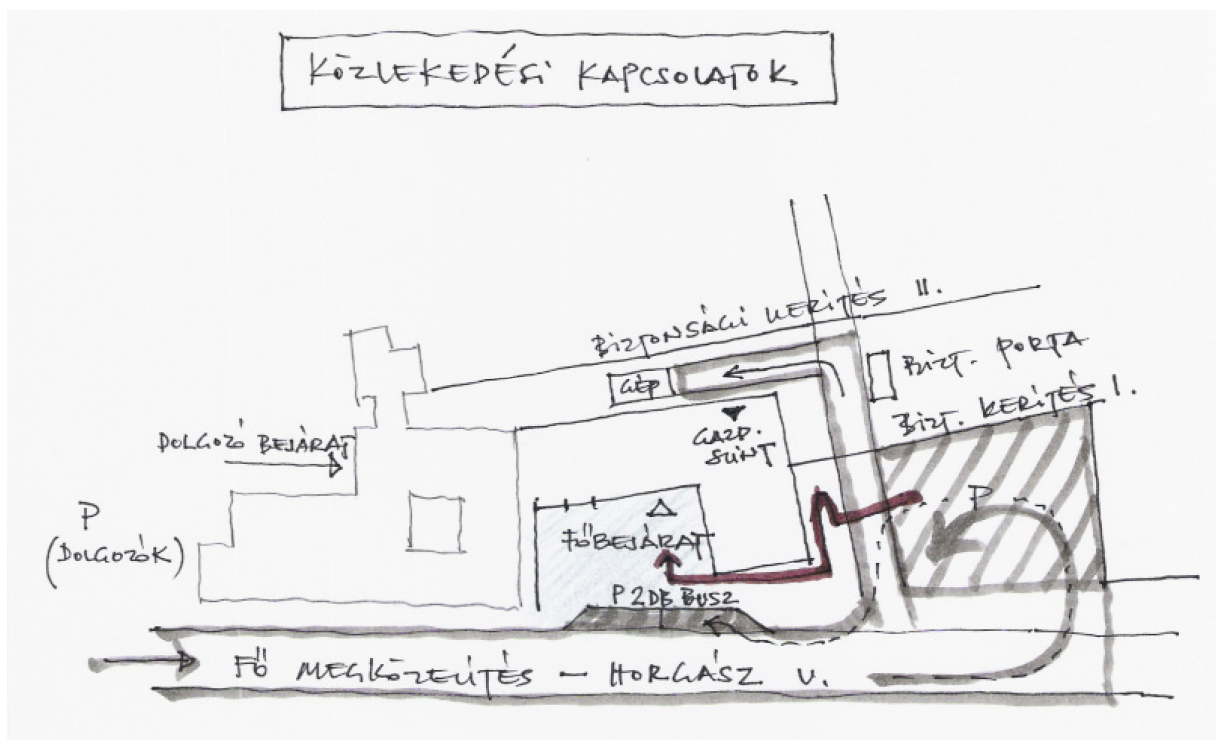 KÖZLEKEDÉSI KAPCSOLATOK
BIZTONSÁGI KERÍTÉS II.
BIZT. PORTA
GÉP
BIZT. KERÍTÉS I.
GAZD.
SZINT
DOLGOZÓ BEJÁRAT
P
P
(DOLGOZÓK)
FŐBEJÁRAT
P 2DB BUSZ
FŐ MEGKÖZELÍTÉS – HORGÁSZ U.